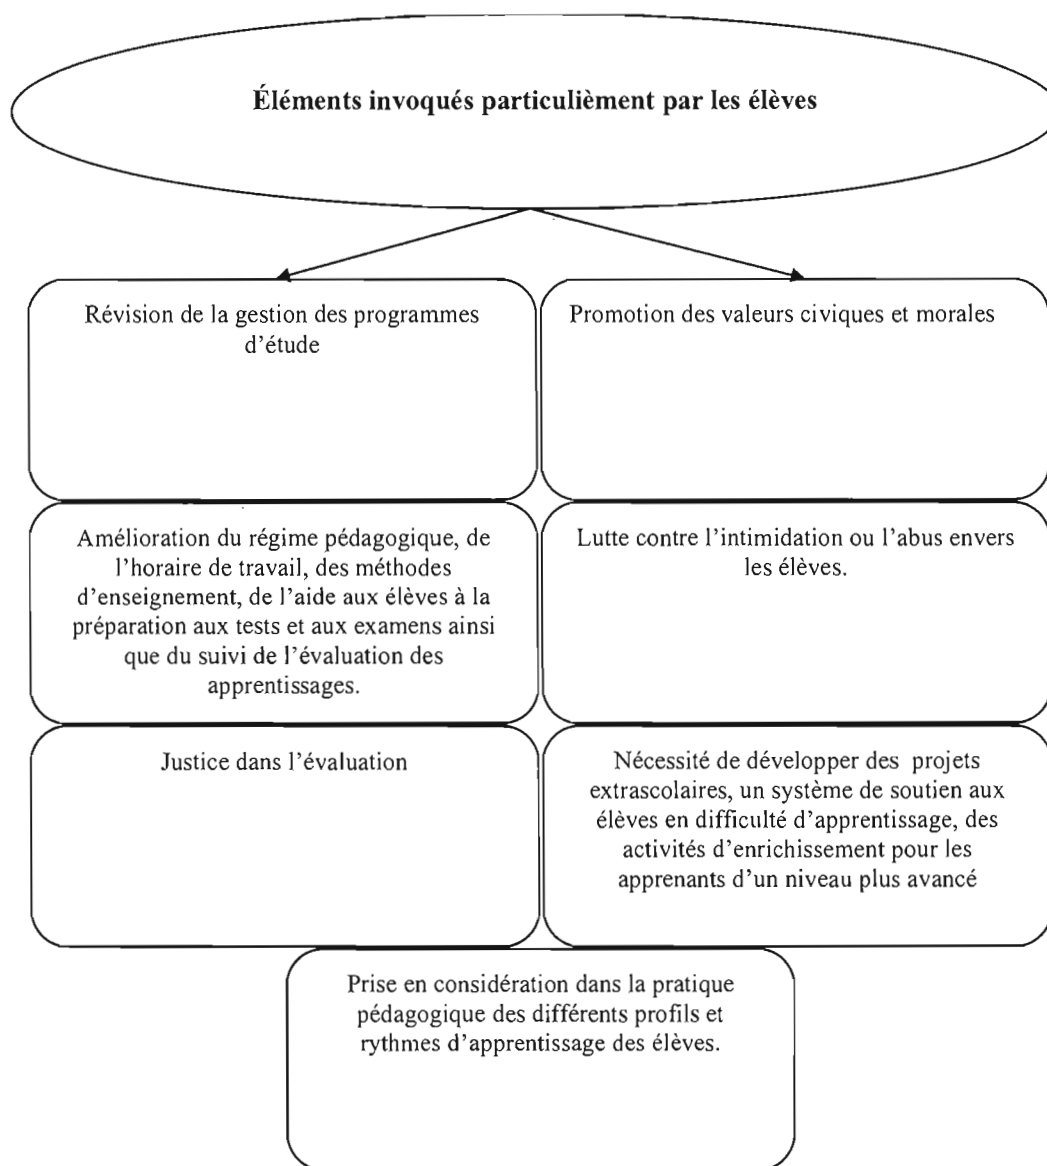 Éléments invoqués particulièment par les élèves
Révision de la gestion des programmes
d'étude
Promotion des valeurs civiques et morales
Amélioration du régime pédagogique, de
l'horaire de travail, des méthodes
d'enseignement, de l'aide aux élèves à la
préparation aux tests et aux examens ainsi
que du suivi de l'évaluation des
apprentissages.
Lutte contre l'intimidation ou l'abus envers
les élèves.
Justice dans l'évaluation
Nécessité de développer des projets
extrascolaires, un système de soutien aux
élèves en difficulté d'apprentissage, des
activités d'enrichissement pour les
apprenants d'un niveau plus avancé
Prise en considération dans la pratique
pédagogique des différents profils et
rythmes d'apprentissage des élèves.